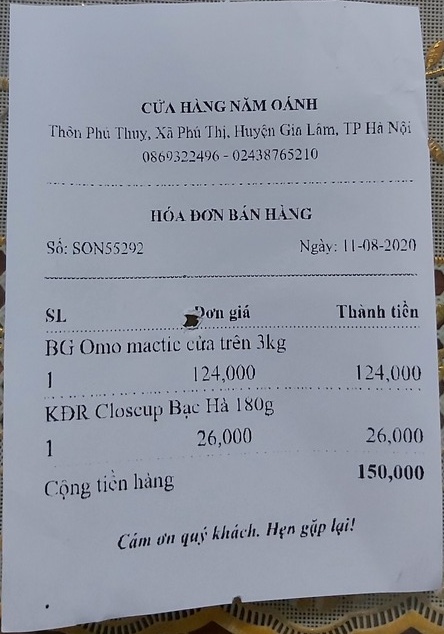 CỬA HÀNG NĂM OÁNH
Thôn Phú Thụy, Xã Phú Thị, Huyện Gia Lâm, TP Hà Nội
0869322496 - 02438765210
HÓA ĐƠN BÁN HÀNG
Số: SON55292 Ngày: 11-08-2020
SL Đơn giá Thành tiền
BG Omo mactic cửa trên 3kg
1 124,000 124,000
KĐR Closeup Bạc Hà 180g
1 26,000 26,000
Cộng tiền hàng 150,000
Cám ơn quý khách. Hẹn gặp lại!